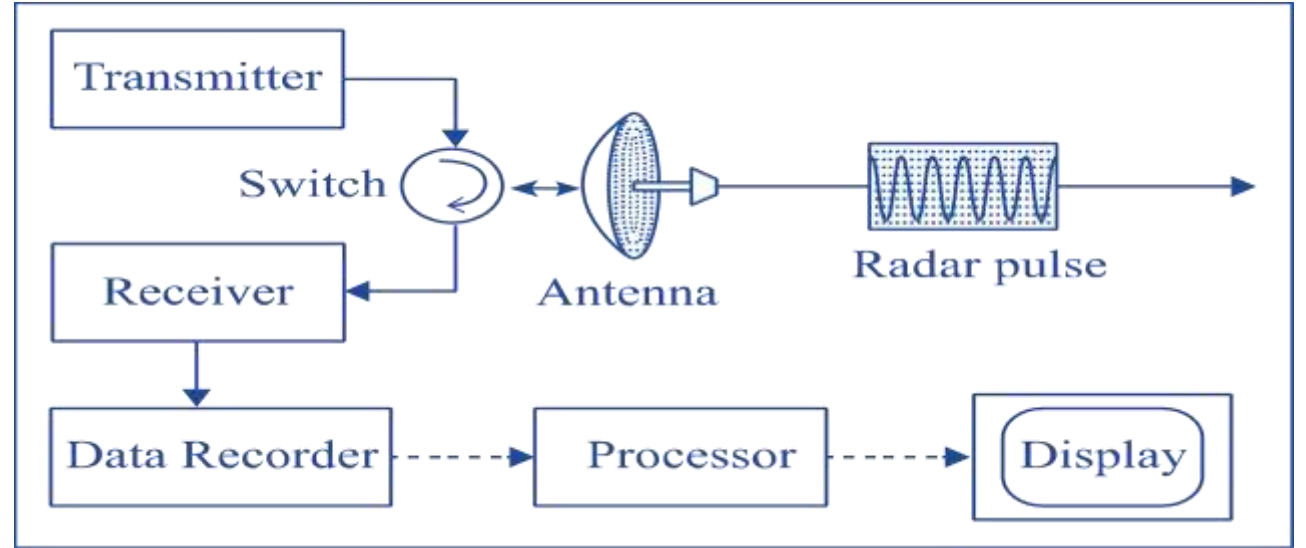 Transmitter
Switch
Receiver
Antenna
Radar pulse
Data Recorder
Processor
Display